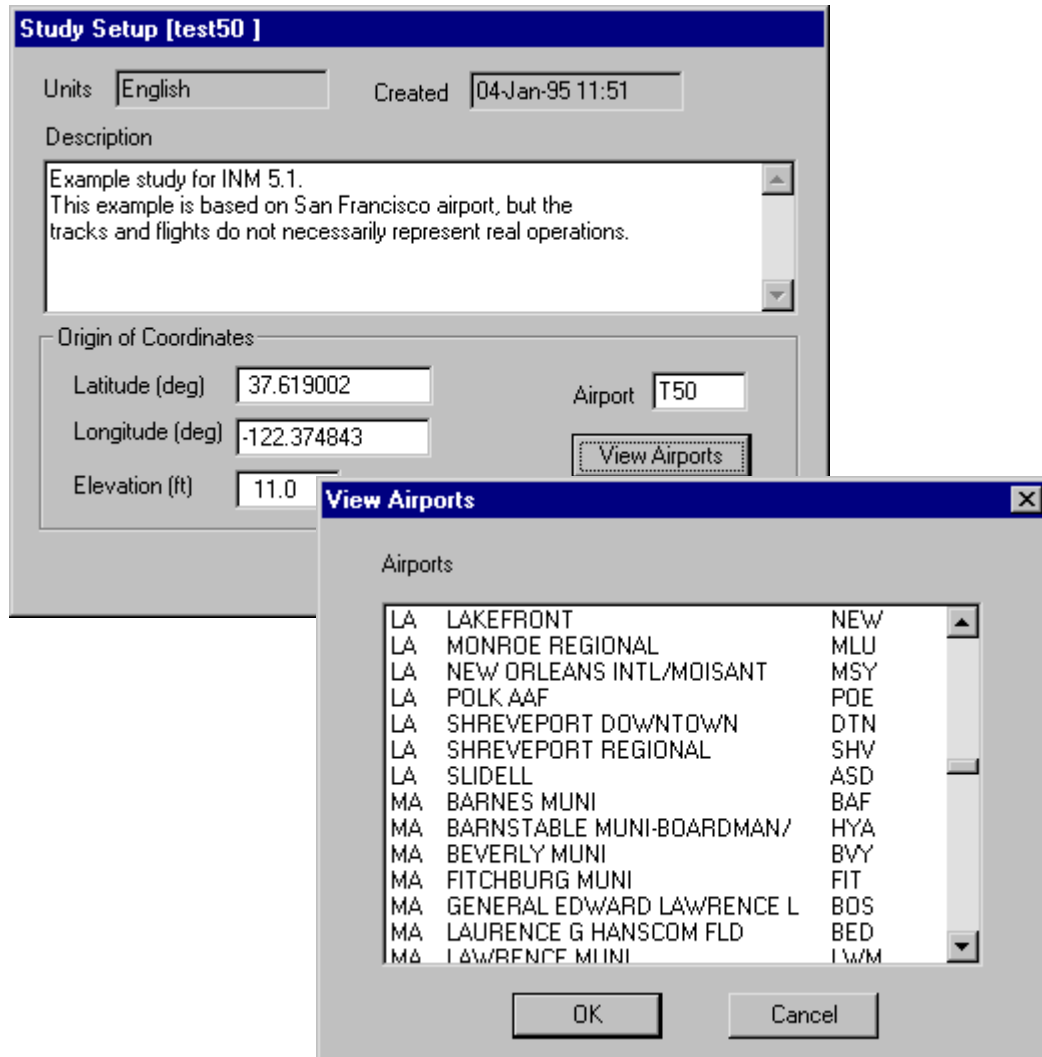 Study Setup [test50 ]
Units English Created 04-Jan-95 11:51
Description
Example study for INM 5.1.
This example is based on San Francisco airport, but the
tracks and flights do not necessarily represent real operations.
Origin of Coordinates
Latitude (deg) 37.619002 Airport T50
Longitude (deg) -122.374843 View Airports
Elevation (ft) 11.0
View Airports
Airports
LA LAKEFRONT NEW
LA MONROE REGIONAL MLU
LA NEW ORLEANS INTL/MOISANT MSY
LA POLK AAF POE
LA SHREVEPORT DOWNTOWN DTN
LA SHREVEPORT REGIONAL SHV
LA SLIDELL ASD
MA BARNES MUNI BAF
MA BARNSTABLE MUNI-BOARDMAN/ HYA
MA BEVERLY MUNI BVY
MA FITCHBURG MUNI FIT
MA GENERAL EDWARD LAWRENCE L BOS
MA LAURENCE G HANSCOM FLD BED
MA LAWRENCE MUNI LWM
OK Cancel